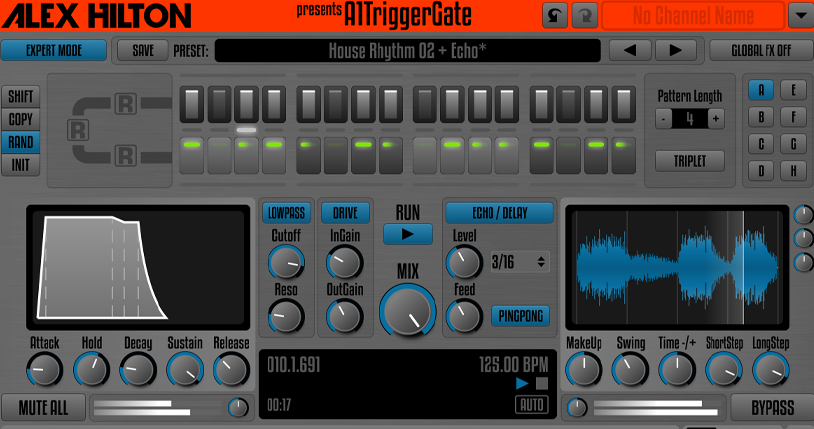 ALEX HILTON presents A1TriggerGate No Channel Name
EXPERT MODE SAVE PRESET: House Rhythm 02 + Echo* GLOBAL FX OFF
SHIFT
COPY
RAND
INIT
R
R
R
Pattern Length
- 4 +
TRIPLET
A E
B F
C G
D H
LOWPASS DRIVE RUN ECHO / DELAY
Cutoff InGain Level
3/16
MIX
Reso OutGain Feed
PINGPONG
Attack Hold Decay Sustain Release
MakeUp Swing Time -/+ ShortStep LongStep
010.1.691 125.00 BPM
00:17 AUTO
MUTE ALL BYPASS